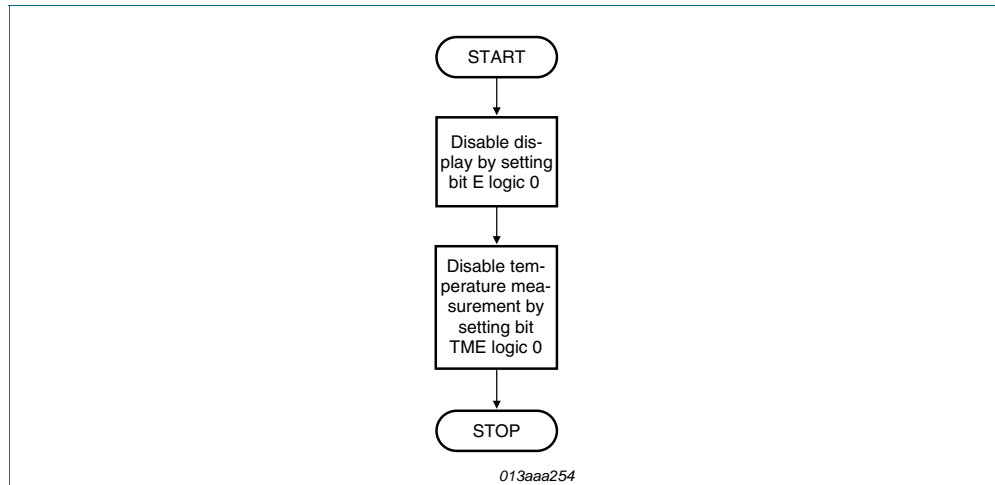 START
Disable dis-
play by setting
bit E logic 0
Disable tem-
perature mea-
surement by
setting bit
TME logic 0
STOP
013aaa254